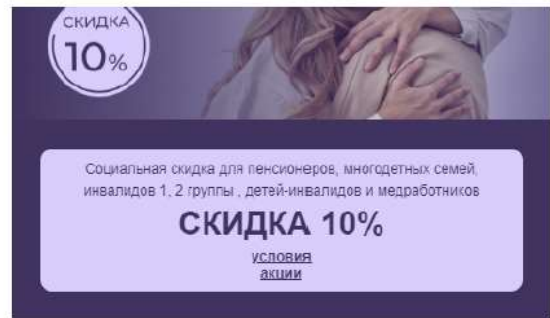 СКИДКА
10%
Социальная скидка для пенсионеров, многодетных семей,
инвалидов 1, 2 группы , детей-инвалидов и медработников
СКИДКА 10%
условия
акции